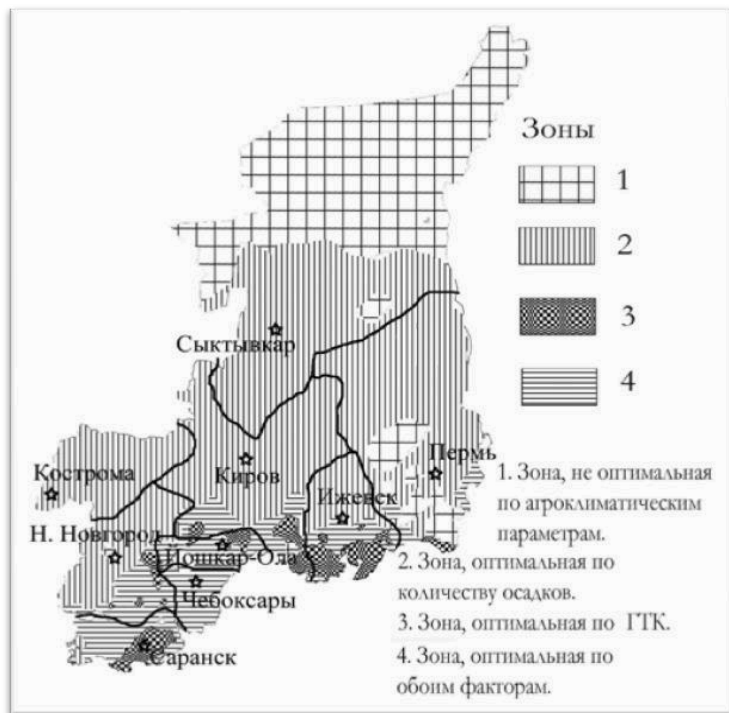 Зоны
1
2
3
4
Сыктывкар
Кострома
Киров
Пермь
Ижевск
Н. Новгород
Йошкар-Ола
Чебоксары
Саранск
1. Зона, не оптимальная
по агроклиматическим
параметрам.
2. Зона, оптимальная по
количеству осадков.
3. Зона, оптимальная по ГТК.
4. Зона, оптимальная по
обоим факторам.